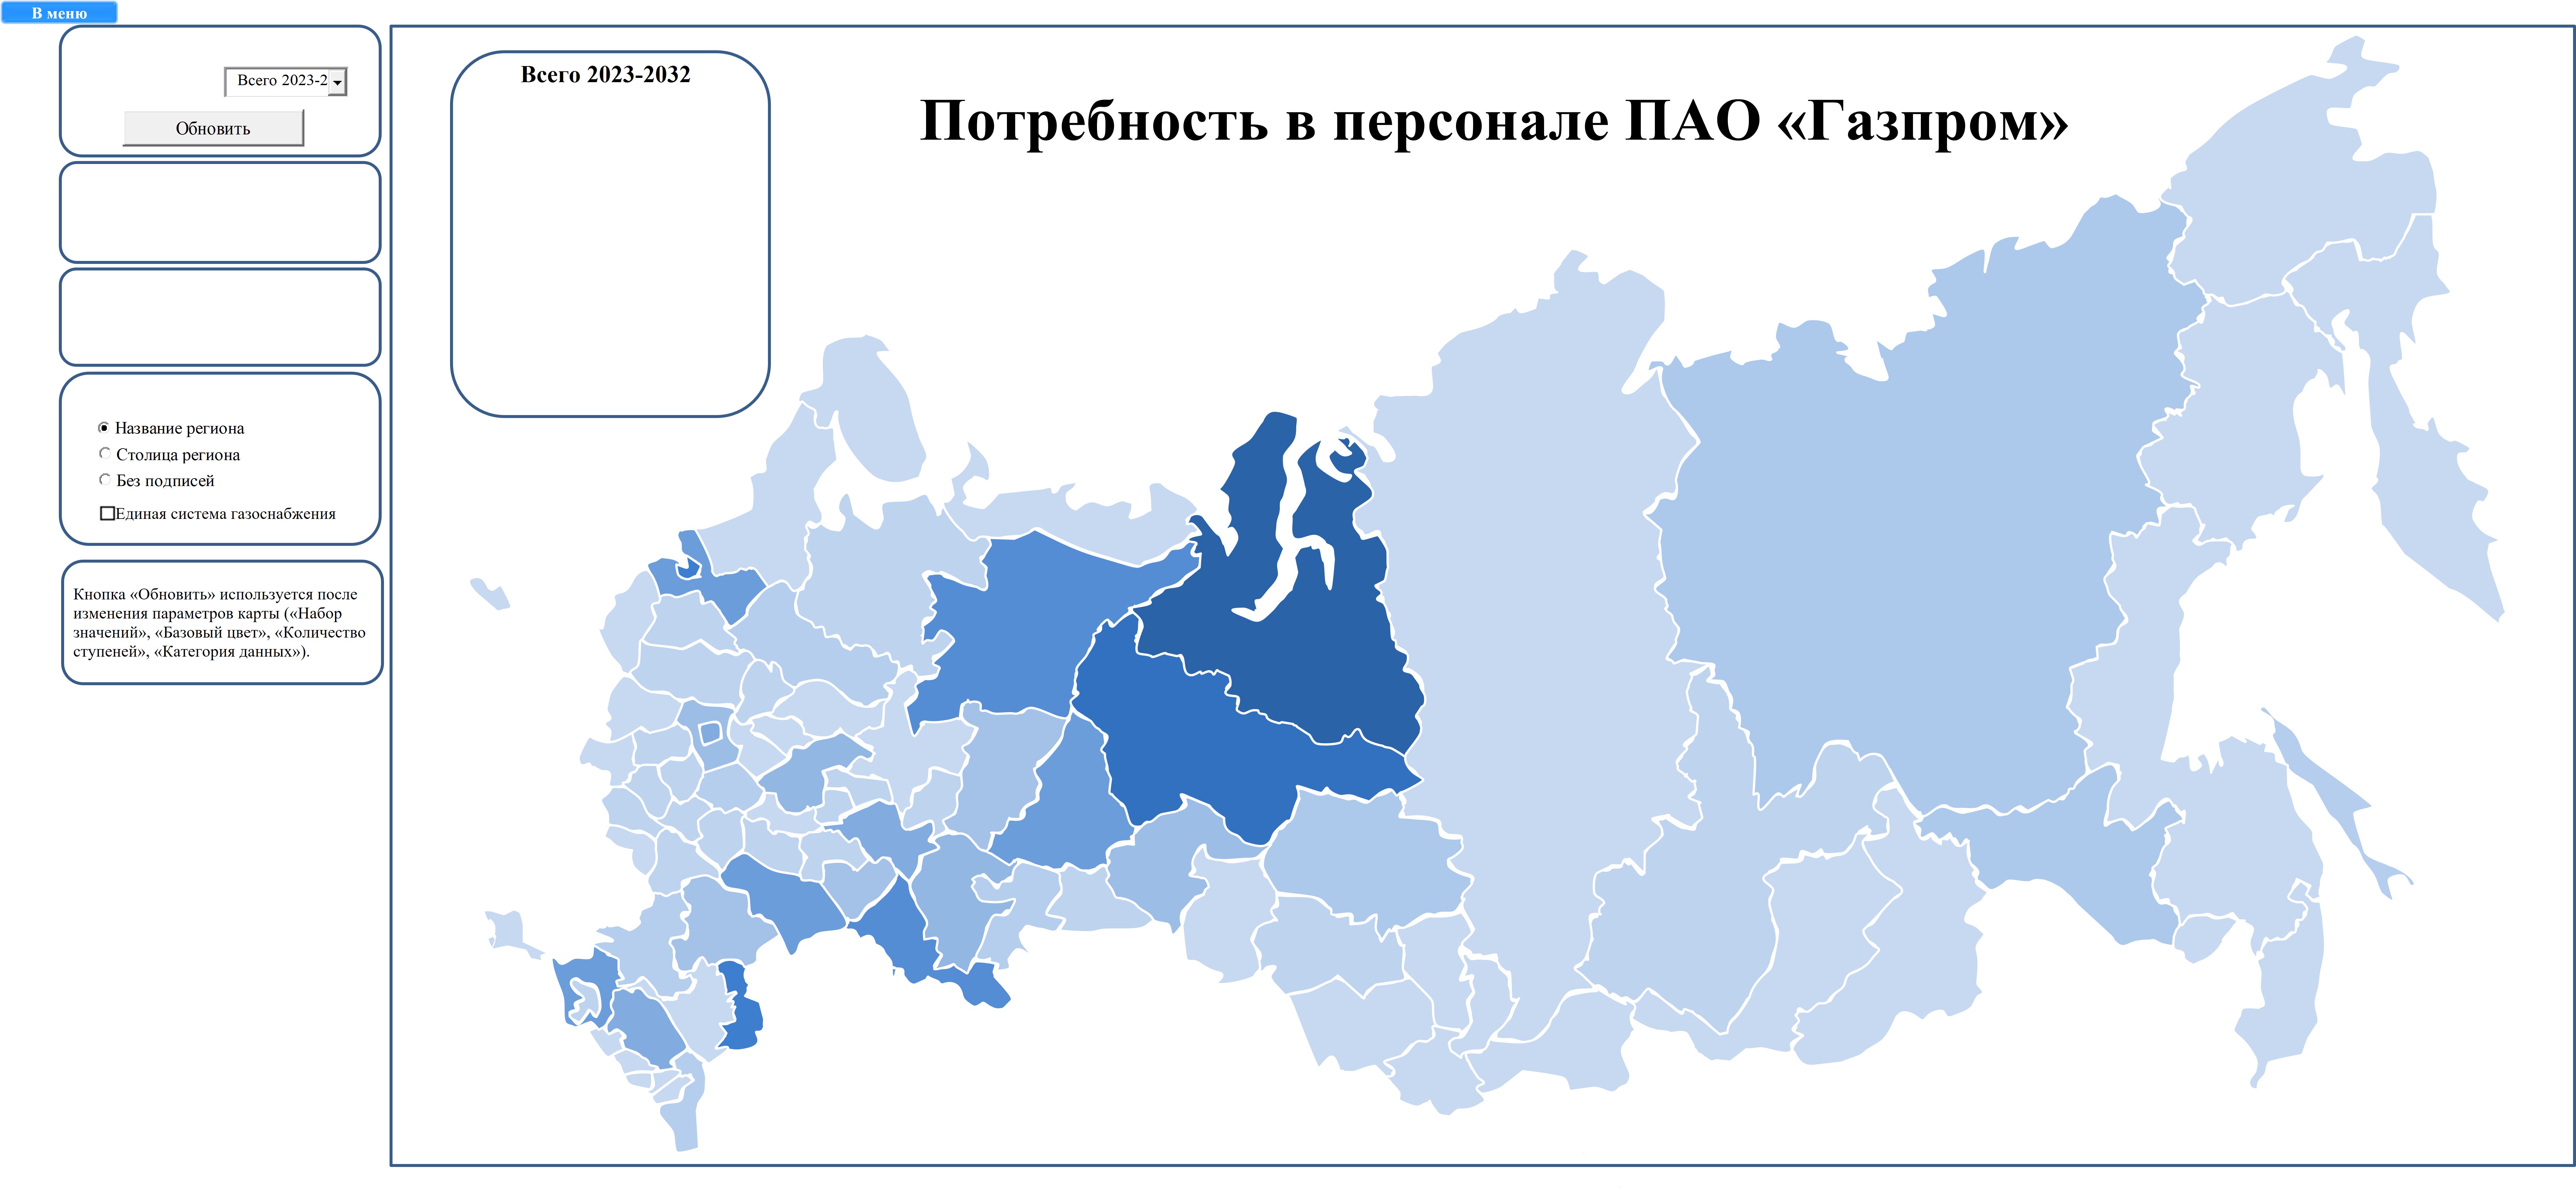 В меню
Всего 2023-2
Обновить
Название региона
Столица региона
Без подписей
Единая система газоснабжения
Кнопка «Обновить» используется после
изменения параметров карты («Набор
значений», «Базовый цвет», «Количество
ступеней», «Категория данных»).
Всего 2023-2032
Потребность в персонале ПАО «Газпром»